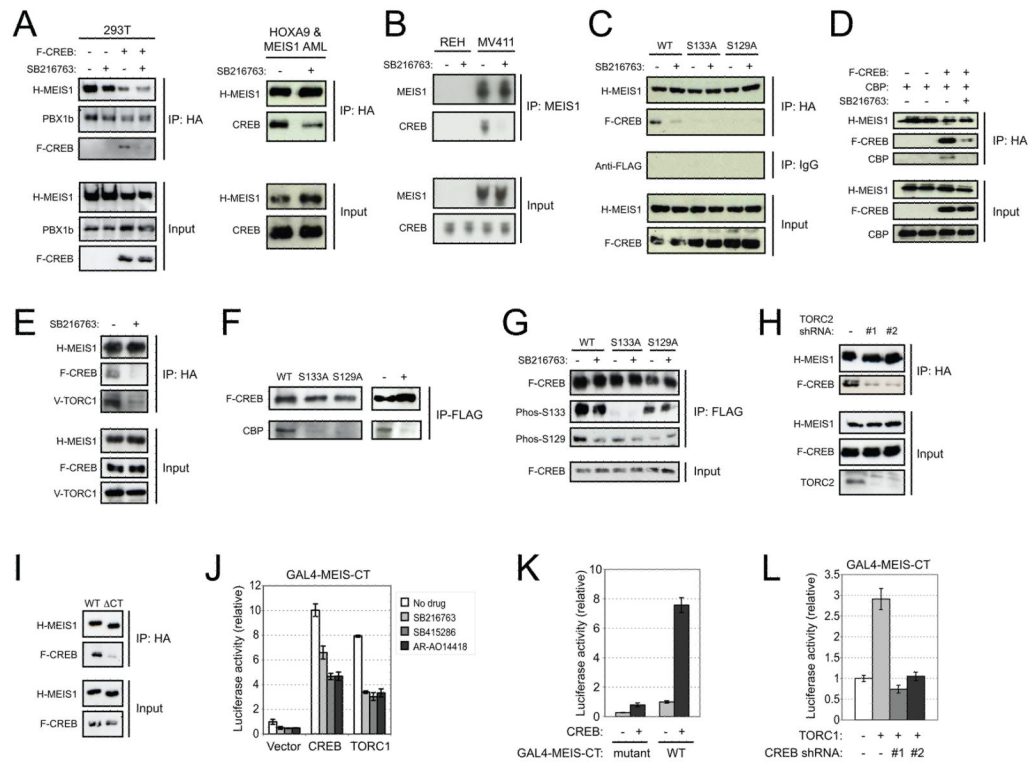 A
293T
F-CREB: - - + +
SB216763: - + - +
H-MEIS1
PBX1b
F-CREB
IP: HA
H-MEIS1
PBX1b
F-CREB
Input
HOXA9 &
MEIS1 AML
SB216763: - +
H-MEIS1
CREB
IP: HA
H-MEIS1
CREB
Input
B
REH MV411
SB216763: - + - +
MEIS1
CREB
IP: MEIS1
MEIS1
CREB
Input
C
WT S133A S129A
SB216763: - + - + - +
H-MEIS1
F-CREB
IP: HA
Anti-FLAG
IP: IgG
H-MEIS1
F-CREB
Input
D
F-CREB: - - + +
CBP: + + + +
SB216763: - + - +
H-MEIS1
F-CREB
CBP
IP: HA
H-MEIS1
F-CREB
CBP
Input
E
SB216763: - +
H-MEIS1
F-CREB
V-TORC1
IP: HA
H-MEIS1
F-CREB
V-TORC1
Input
F
WT S133A S129A - +
F-CREB
CBP
IP-FLAG
G
WT S133A S129A
SB216763: - + - + - +
F-CREB
Phos-S133
Phos-S129
IP: FLAG
F-CREB
Input
H
TORC2
shRNA: - #1 #2
H-MEIS1
F-CREB
IP: HA
H-MEIS1
F-CREB
TORC2
Input
I
WT ΔCT
H-MEIS1
F-CREB
IP: HA
H-MEIS1
F-CREB
Input
J
GAL4-MEIS-CT
Luciferase activity (relative)
12
10
8
6
4
2
0
No drug
SB216763
SB415286
AR-AO14418
Vector CREB TORC1
K
Luciferase activity (relative)
10
8
6
4
2
0
CREB: - + - +
GAL4-MEIS-CT: mutant WT
L
GAL4-MEIS-CT
Luciferase activity (relative)
3.5
3
2.5
2
1.5
1
0.5
0
TORC1: - + + +
CREB shRNA: - - #1 #2